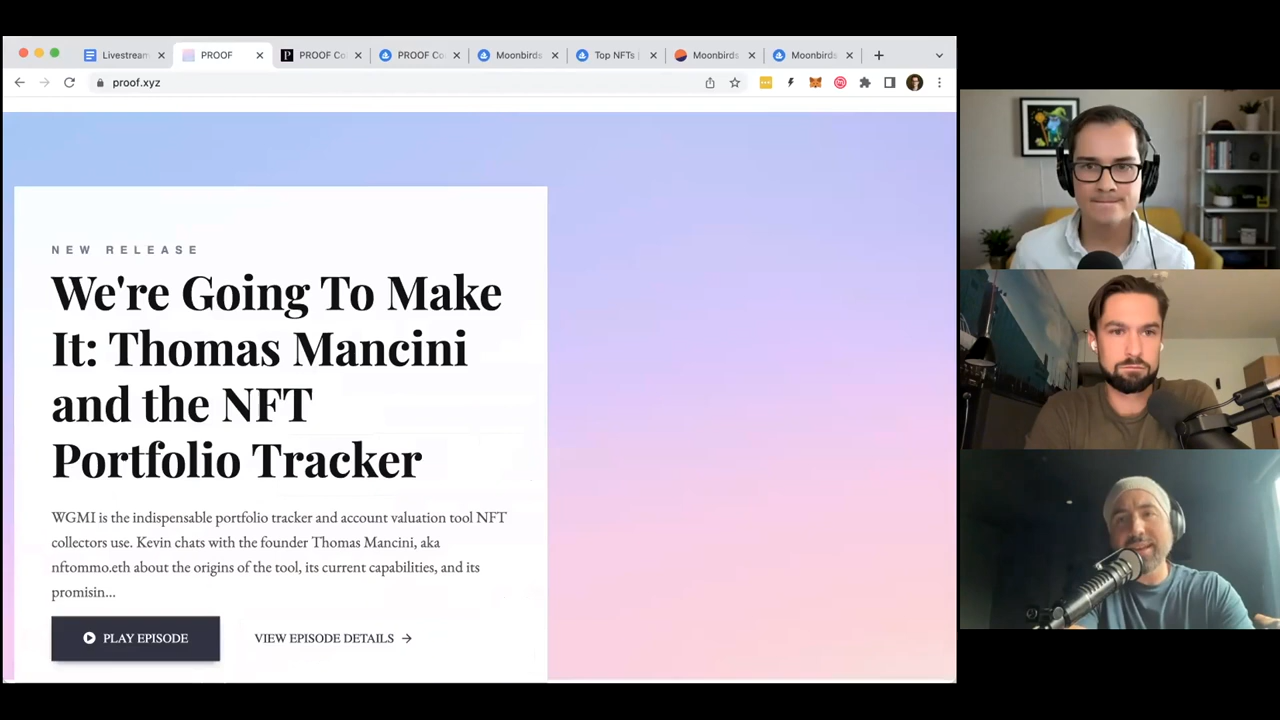 Livestream
PROOF
PROOF Co
PROOF Co
Moonbirds
Top NFTs
Moonbirds
Moonbirds
proof.xyz
NEW RELEASE
We're Going To Make
It: Thomas Mancini
and the NFT
Portfolio Tracker
WGMI is the indispensable portfolio tracker and account valuation tool NFT
collectors use. Kevin chats with the founder Thomas Mancini, aka
nftommo.eth about the origins of the tool, its current capabilities, and its
promisin...
PLAY EPISODE
VIEW EPISODE DETAILS